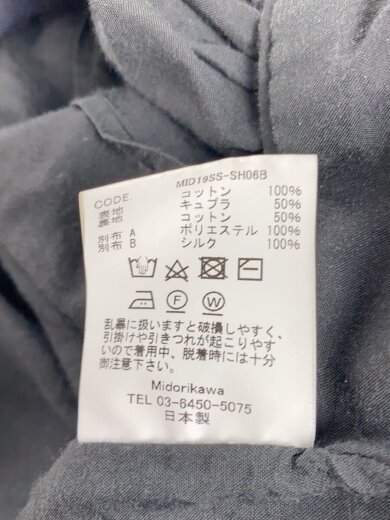 CODE. MID19SS-SH06B
表地 コットン 100%
裏地 キュプラ 50%
コットン 50%
別布 A ポリエステル 100%
別布 B シルク 100%
F W
乱暴に扱いますと破損しやすく、
引掛けや引きつれが起こりやす
いので着用中、脱着時には十分
御注意下さい。
Midorikawa
TEL 03-6450-5075
日本製